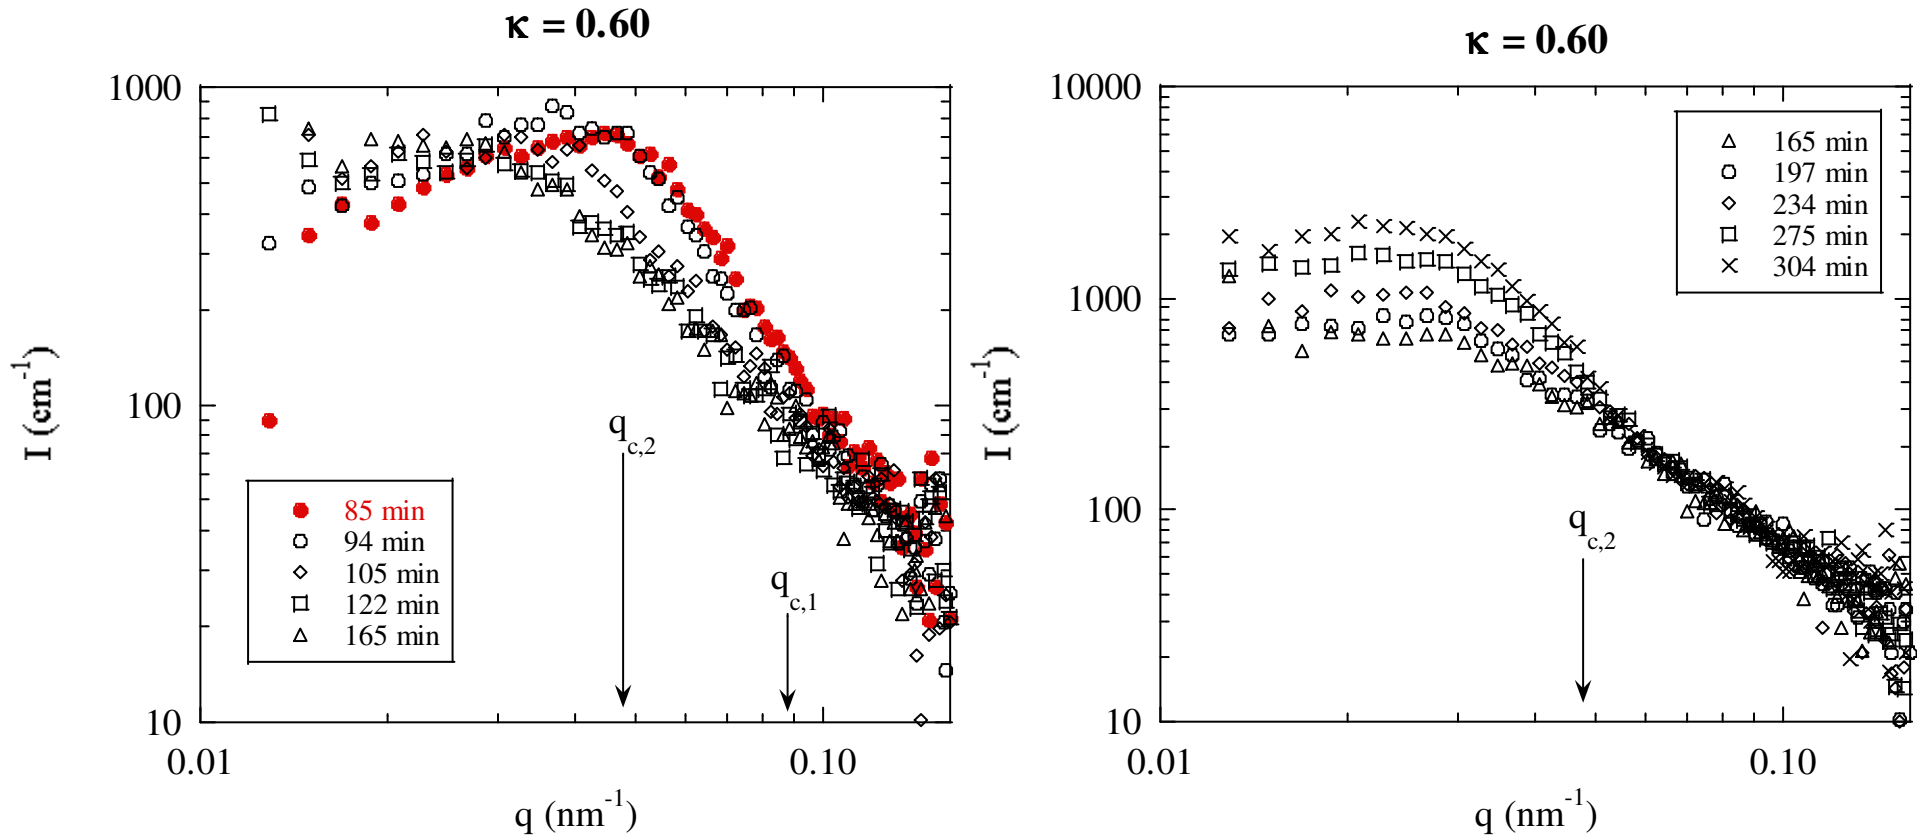 κ = 0.60
1000
100
10
0.01
0.10
I (cm-1)
q (nm-1)
qc,2
qc,1
85 min
94 min
105 min
122 min
165 min
κ = 0.60
10000
1000
100
10
0.01
0.10
I (cm-1)
q (nm-1)
qc,2
165 min
197 min
234 min
275 min
304 min